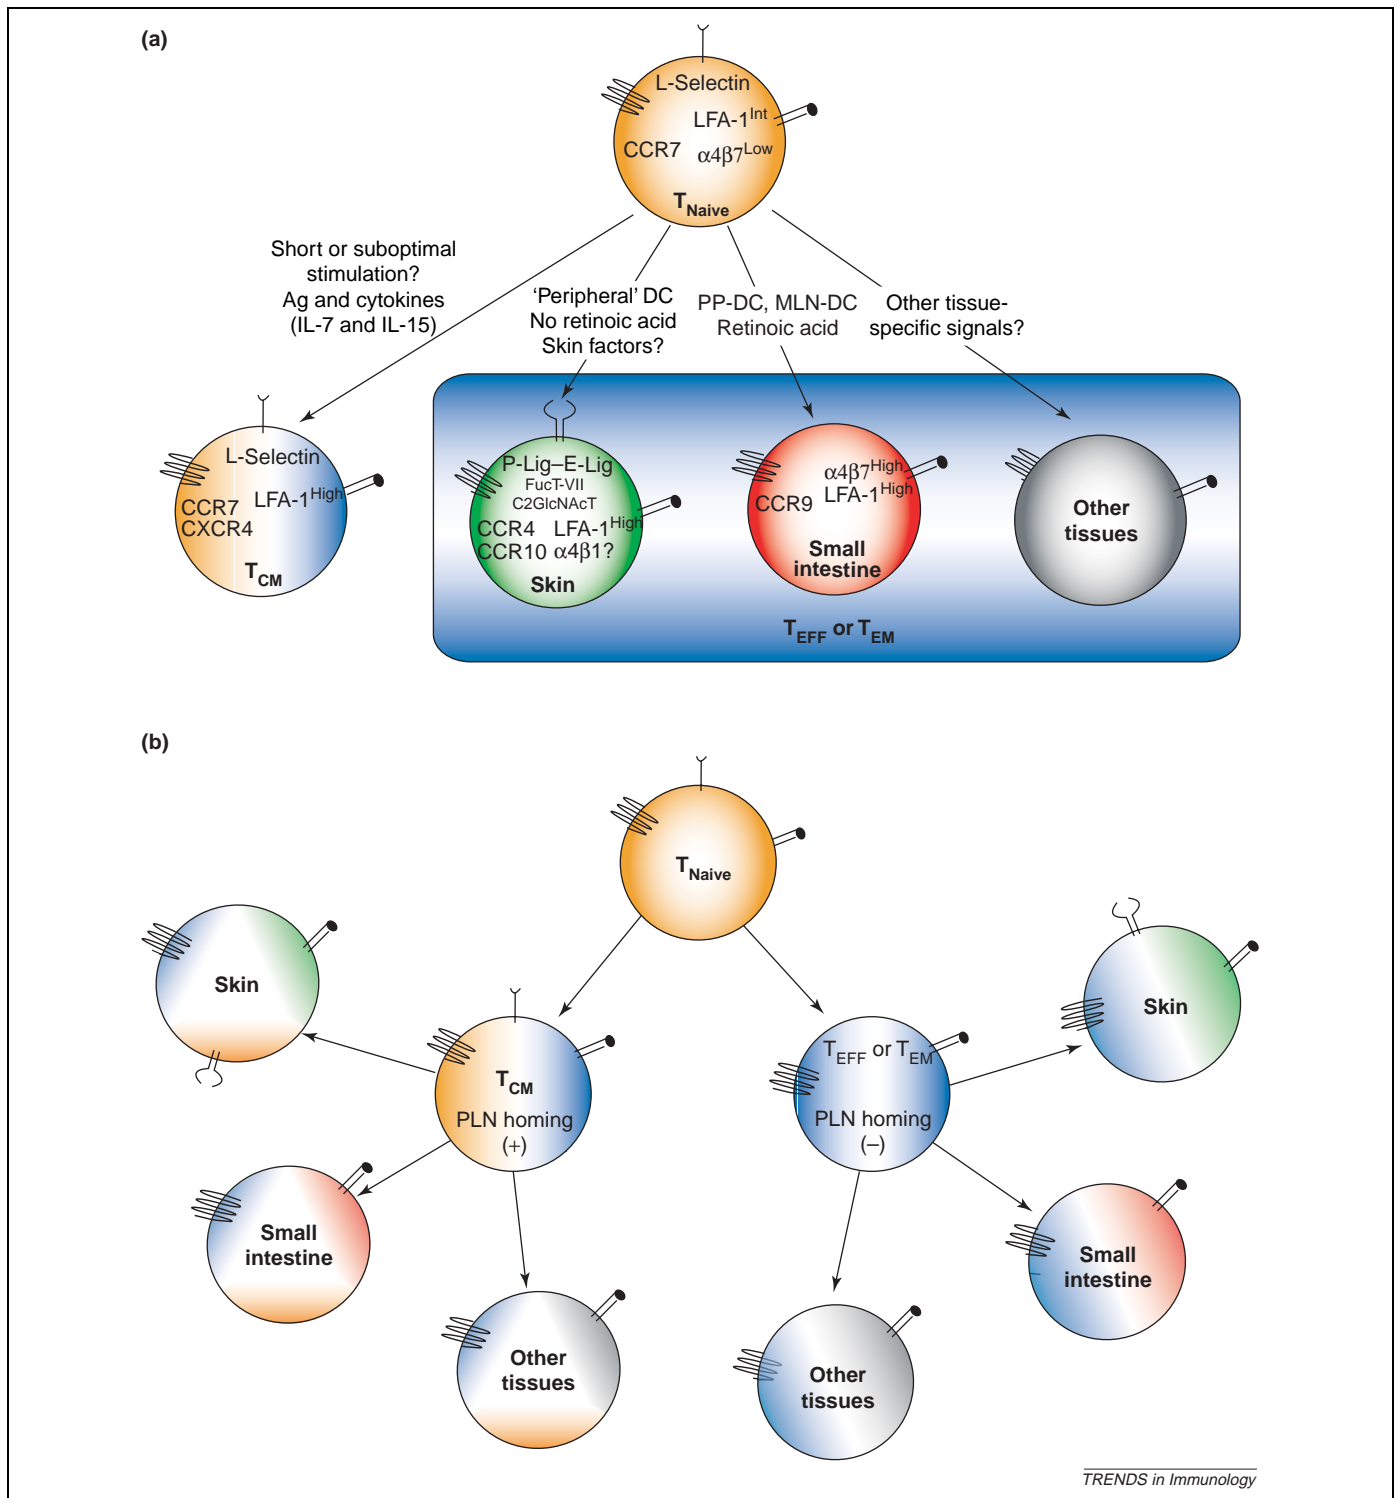 (a)
L-Selectin
LFA-1Int
CCR7 α4β7Low
TNaive
Short or suboptimal
stimulation?
Ag and cytokines
(IL-7 and IL-15)
'Peripheral' DC
No retinoic acid
Skin factors?
PP-DC, MLN-DC
Retinoic acid
Other tissue-
specific signals?
L-Selectin
LFA-1High
CCR7
CXCR4
TCM
P-Lig–E-Lig
FucT-VII
C2GlcNAcT
CCR4 LFA-1High
CCR10 α4β1?
Skin
α4β7High
LFA-1High
CCR9
Small
intestine
Other
tissues
TEFF or TEM
(b)
TNaive
Skin
TCM
PLN homing
(+)
TEFF or TEM
PLN homing
(–)
Skin
Small
intestine
Other
tissues
Other
tissues
Small
intestine
TRENDS in Immunology